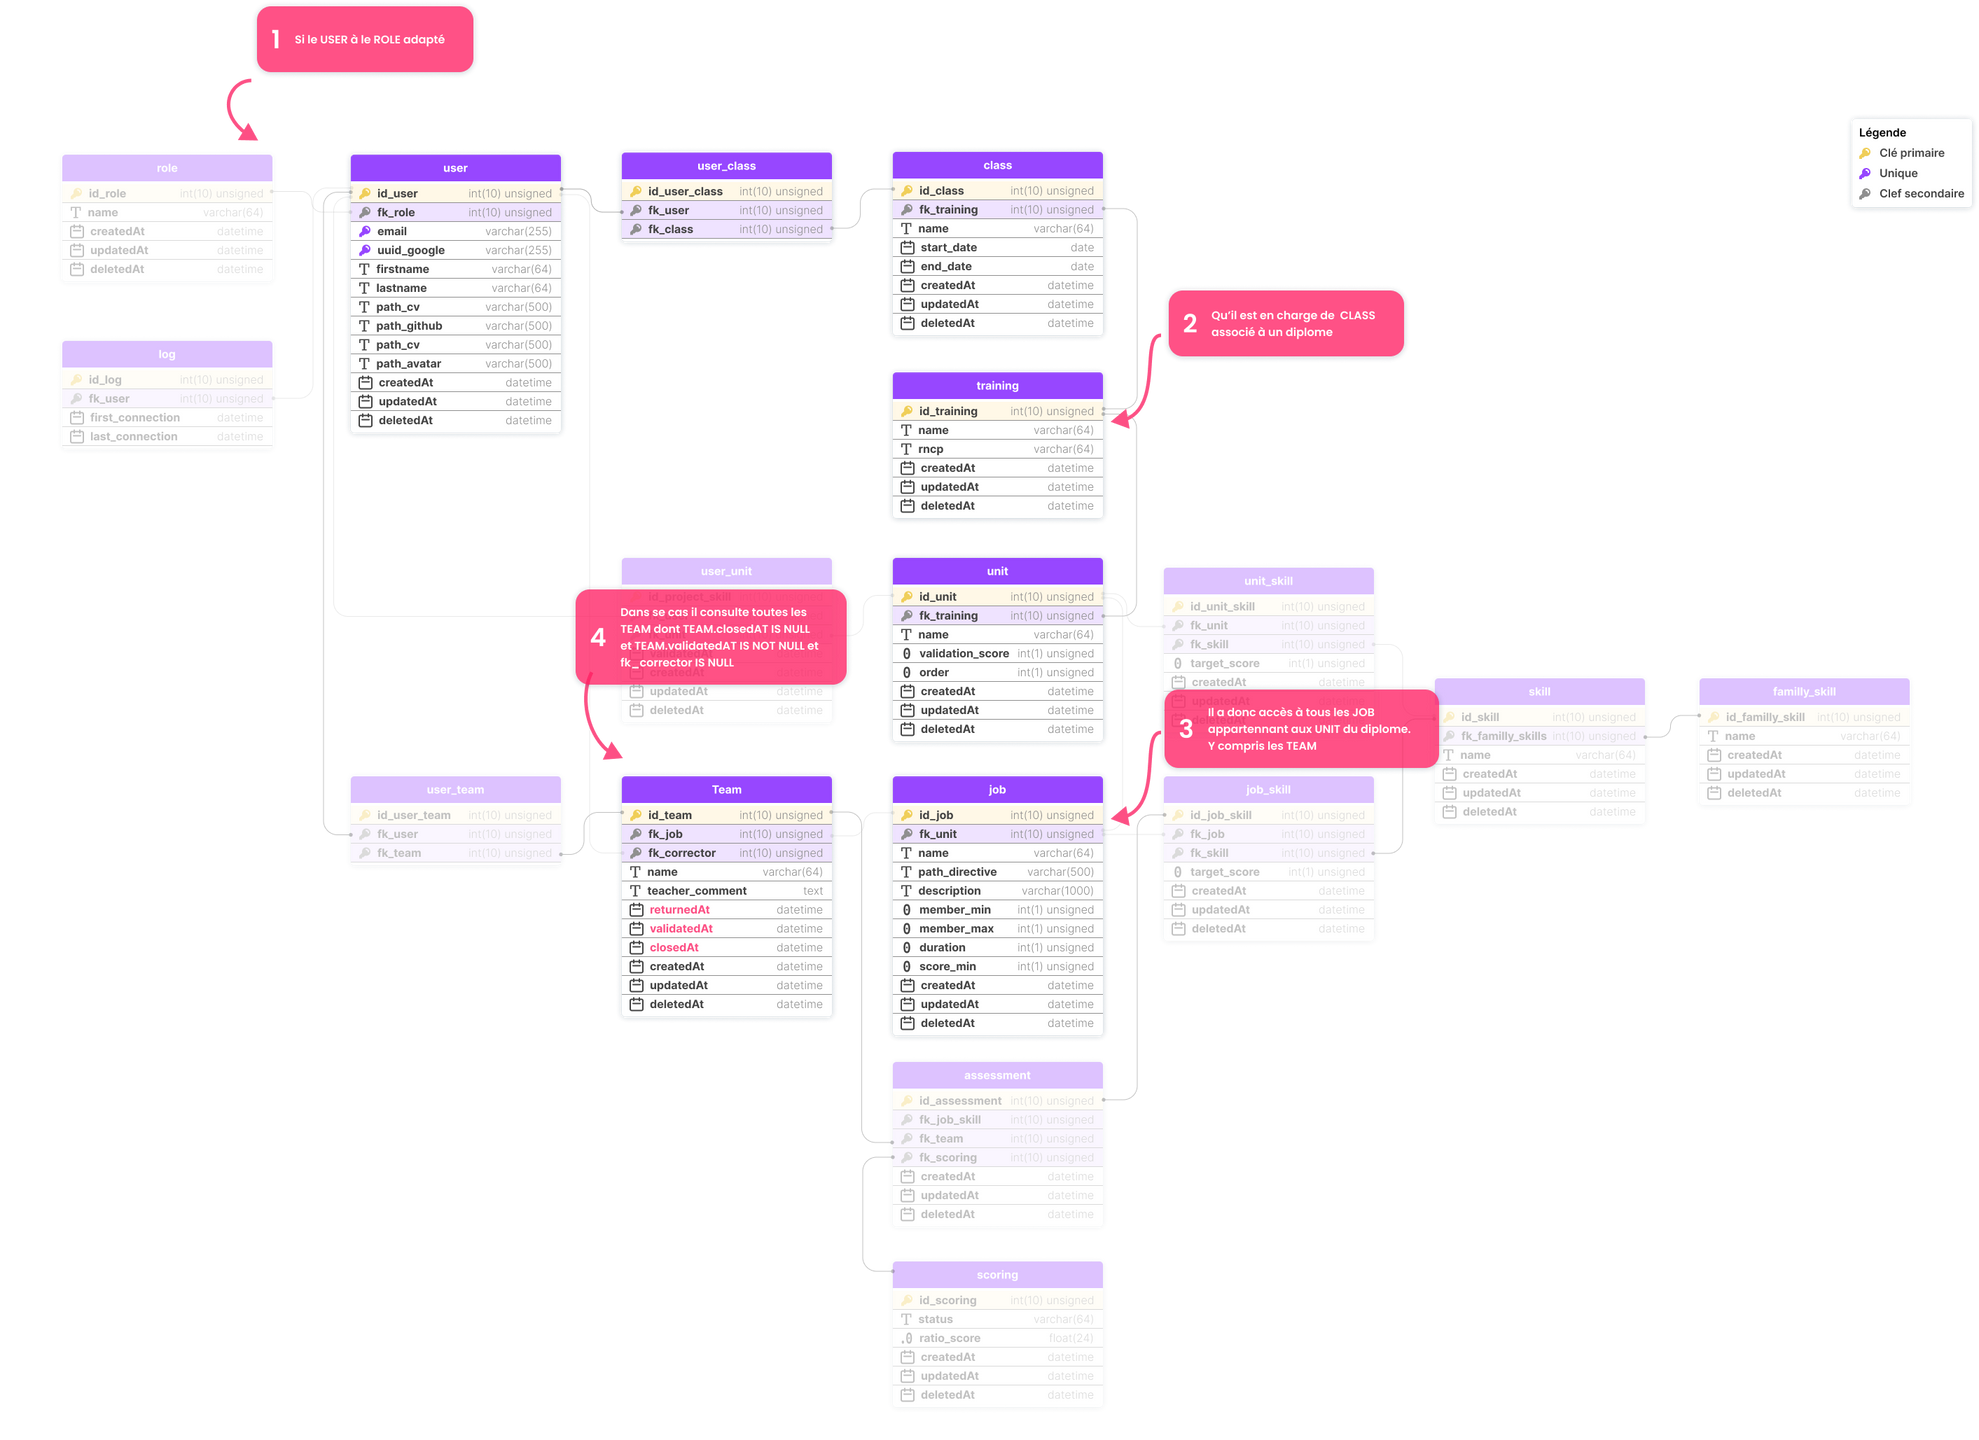 1 Si le USER à le ROLE adapté
Légende
Clé primaire
Unique
Clef secondaire
role
id_role int(10) unsigned
name varchar(64)
createdAt datetime
updatedAt datetime
deletedAt datetime
user
id_user int(10) unsigned
fk_role int(10) unsigned
email varchar(255)
uuid_google varchar(255)
firstname varchar(64)
lastname varchar(64)
path_cv varchar(500)
path_github varchar(500)
path_cv varchar(500)
path_avatar varchar(500)
createdAt datetime
updatedAt datetime
deletedAt datetime
user_class
id_user_class int(10) unsigned
fk_user int(10) unsigned
fk_class int(10) unsigned
class
id_class int(10) unsigned
fk_training int(10) unsigned
name varchar(64)
start_date date
end_date date
createdAt datetime
updatedAt datetime
deletedAt datetime
2 Qu'il est en charge de CLASS
associé à un diplome
log
id_log int(10) unsigned
fk_user int(10) unsigned
first_connection datetime
last_connection datetime
training
id_training int(10) unsigned
name varchar(64)
rncp varchar(64)
createdAt datetime
updatedAt datetime
deletedAt datetime
user_unit
id_project_skill int(10) unsigned
createdAt
updatedAt datetime
deletedAt datetime
4 Dans se cas il consulte toutes les
TEAM dont TEAM.closedAT IS NULL
et TEAM.validatedAT IS NOT NULL et
fk_corrector IS NULL
unit
id_unit int(10) unsigned
fk_training int(10) unsigned
name varchar(64)
validation_score int(1) unsigned
order int(1) unsigned
createdAt datetime
updatedAt datetime
deletedAt datetime
unit_skill
id_unit_skill int(10) unsigned
fk_unit int(10) unsigned
fk_skill int(10) unsigned
target_score int(1) unsigned
createdAt datetime
updatedAt
3 Il a donc accès à tous les JOB
appartennant aux UNIT du diplome.
Y compris les TEAM
skill
id_skill int(10) unsigned
fk_familly_skills int(10) unsigned
name varchar(64)
createdAt datetime
updatedAt datetime
deletedAt datetime
familly_skill
id_familly_skill int(10) unsigned
name varchar(64)
createdAt datetime
updatedAt datetime
deletedAt datetime
user_team
id_user_team int(10) unsigned
fk_user int(10) unsigned
fk_team int(10) unsigned
Team
id_team int(10) unsigned
fk_job int(10) unsigned
fk_corrector int(10) unsigned
name varchar(64)
teacher_comment text
returnedAt datetime
validatedAt datetime
closedAt datetime
createdAt datetime
updatedAt datetime
deletedAt datetime
job
id_job int(10) unsigned
fk_unit int(10) unsigned
name varchar(64)
path_directive varchar(500)
description varchar(1000)
member_min int(1) unsigned
member_max int(1) unsigned
duration int(1) unsigned
score_min int(1) unsigned
createdAt datetime
updatedAt datetime
deletedAt datetime
job_skill
id_job_skill int(10) unsigned
fk_job int(10) unsigned
fk_skill int(10) unsigned
target_score int(1) unsigned
createdAt datetime
updatedAt datetime
deletedAt datetime
assessment
id_assessment int(10) unsigned
fk_job_skill int(10) unsigned
fk_team int(10) unsigned
fk_scoring int(10) unsigned
createdAt datetime
updatedAt datetime
deletedAt datetime
scoring
id_scoring int(10) unsigned
status varchar(64)
ratio_score float(24)
createdAt datetime
updatedAt datetime
deletedAt datetime